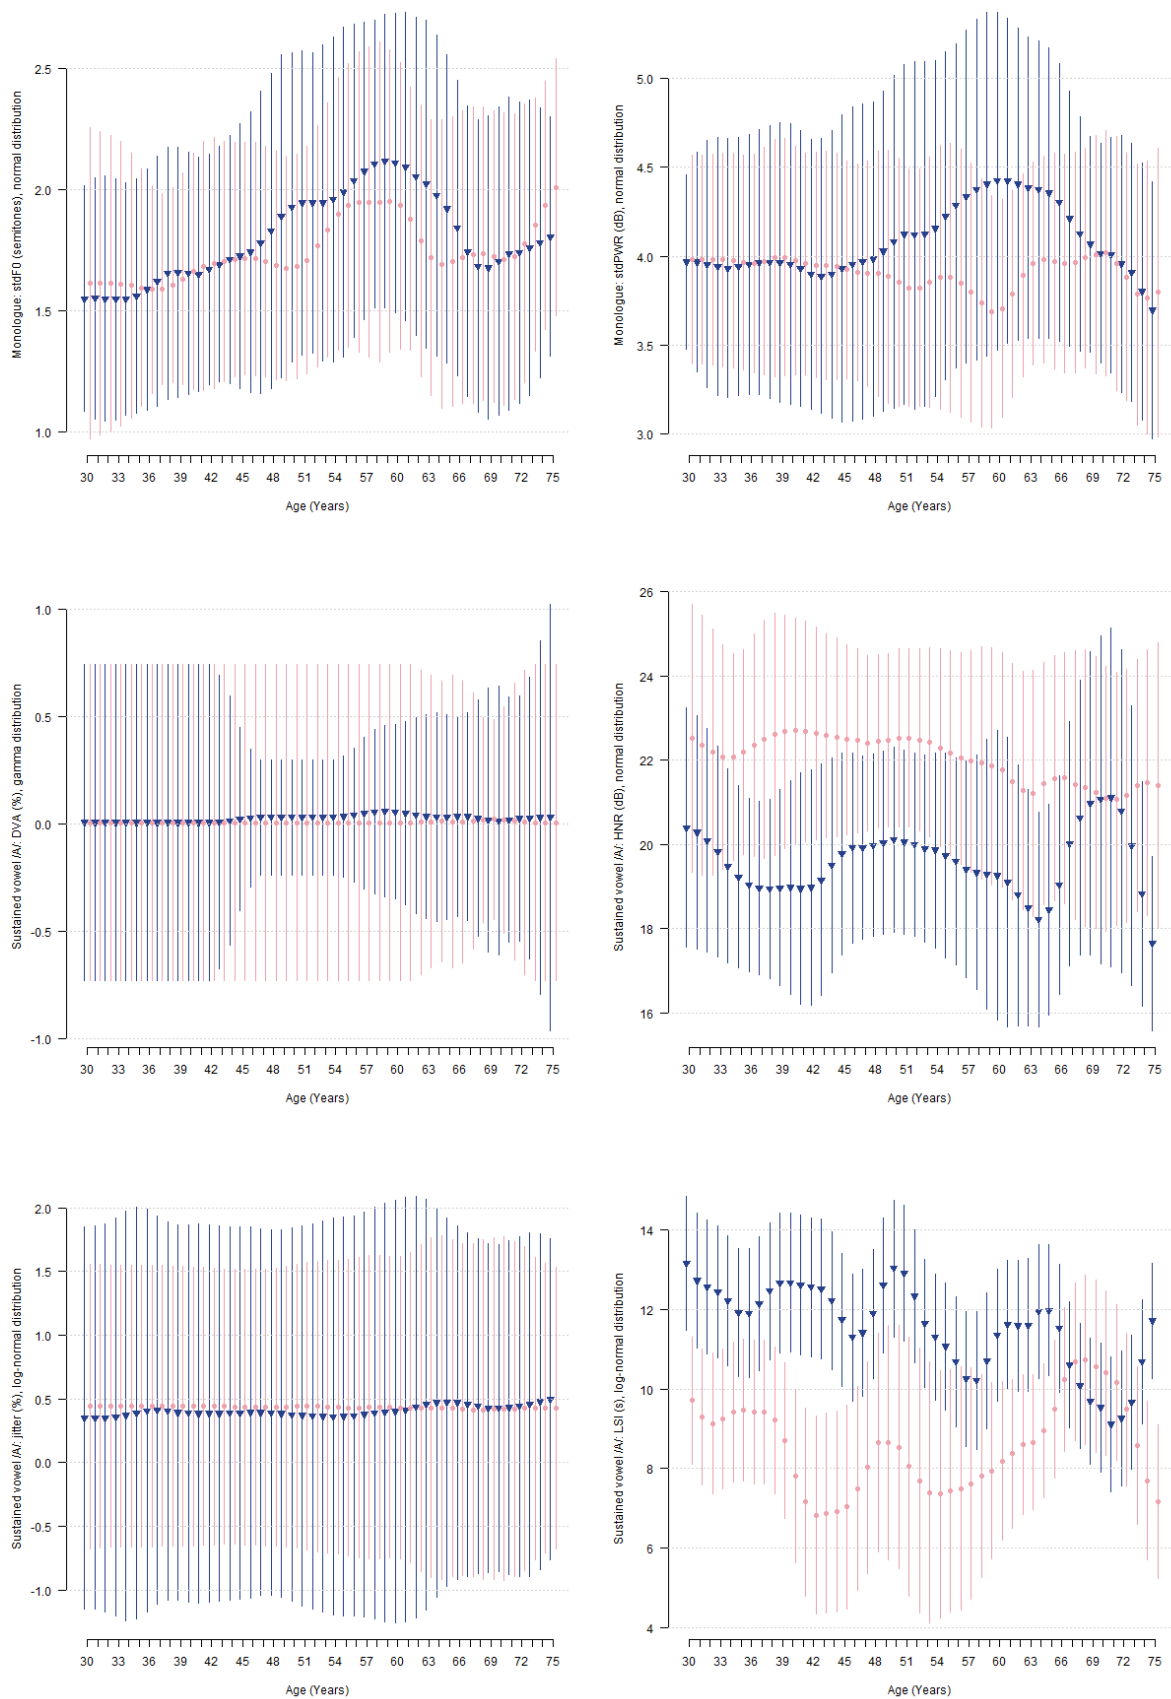 Monologue: stdF0 (semitones), normal distribution
2.5
2.0
1.5
1.0
30 33 36 39 42 45 48 51 54 57 60 63 66 69 72 75
Age (Years)
Monologue: stdPWR (dB), normal distribution
5.0
4.5
4.0
3.5
3.0
30 33 36 39 42 45 48 51 54 57 60 63 66 69 72 75
Age (Years)
Sustained vowel /A/: DVA (%), gamma distribution
1.0
0.5
0.0
-0.5
-1.0
30 33 36 39 42 45 48 51 54 57 60 63 66 69 72 75
Age (Years)
Sustained vowel /A/: HNR (dB), normal distribution
26
24
22
20
18
16
30 33 36 39 42 45 48 51 54 57 60 63 66 69 72 75
Age (Years)
Sustained vowel /A/: jitter (%), log-normal distribution
2.0
1.5
1.0
0.5
0.0
-0.5
-1.0
30 33 36 39 42 45 48 51 54 57 60 63 66 69 72 75
Age (Years)
Sustained vowel /A/: LSI (s), log-normal distribution
14
12
10
8
6
4
30 33 36 39 42 45 48 51 54 57 60 63 66 69 72 75
Age (Years)